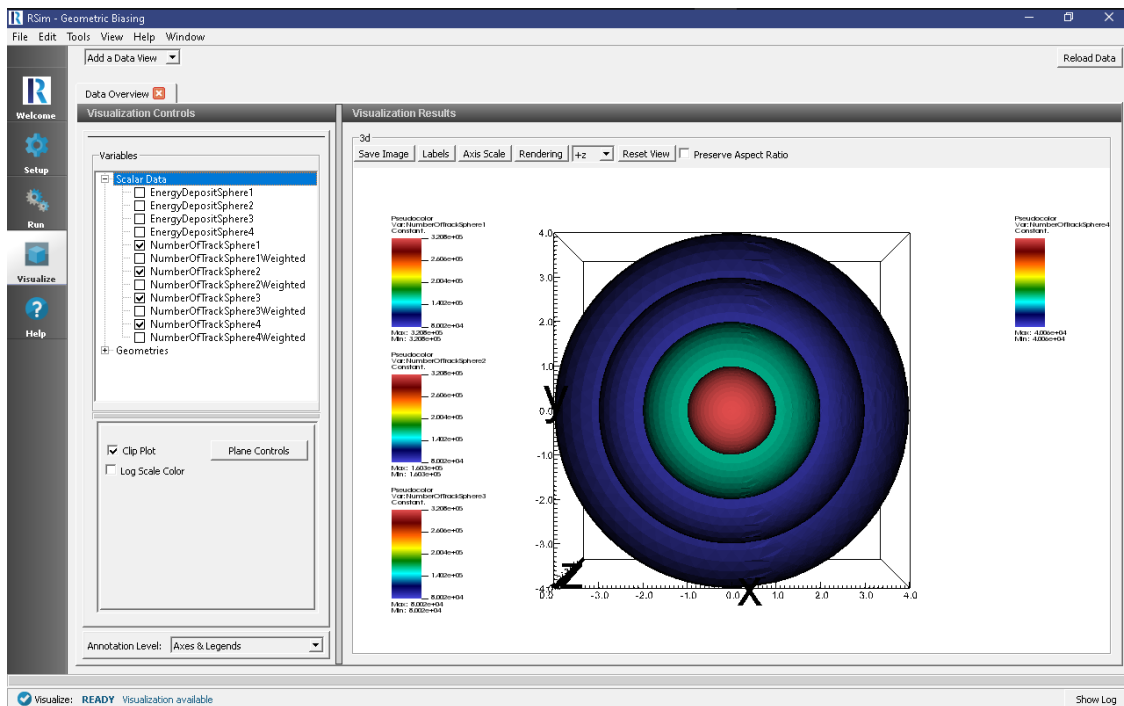 RSim - Geometric Biasing
File Edit Tools View Help Window
Add a Data View
Reload Data
Data Overview
Welcome
Setup
Run
Visualize
Help
Visualization Controls
Variables
Scalar Data
EnergyDepositSphere1
EnergyDepositSphere2
EnergyDepositSphere3
EnergyDepositSphere4
NumberOfTrackSphere1
NumberOfTrackSphere1Weighted
NumberOfTrackSphere2
NumberOfTrackSphere2Weighted
NumberOfTrackSphere3
NumberOfTrackSphere3Weighted
NumberOfTrackSphere4
NumberOfTrackSphere4Weighted
Geometries
Clip Plot
Plane Controls
Log Scale Color
Annotation Level: Axes & Legends
Visualization Results
3d
Save Image Labels Axis Scale Rendering +z Reset View Preserve Aspect Ratio
Pseudocolor
Var: NumberOfTrackSphere1
Constant.
3.208e+05
2.606e+05
2.004e+05
1.402e+05
8.002e+04
Max: 3.208e+05
Min: 3.208e+05
Pseudocolor
Var: NumberOfTrackSphere2
Constant.
3.208e+05
2.606e+05
2.004e+05
1.402e+05
8.002e+04
Max: 1.603e+05
Min: 1.603e+05
Pseudocolor
Var: NumberOfTrackSphere3
Constant.
3.208e+05
2.606e+05
2.004e+05
1.402e+05
8.002e+04
Max: 8.002e+04
Min: 8.002e+04
4.0
3.0
2.0
1.0
0.0
-1.0
-2.0
-3.0
y
Z
X
-3.0 -2.0 -1.0 0.0 1.0 2.0 3.0 4.0
Pseudocolor
Var: NumberOfTrackSphere4
Constant.
Max: 4.006e+04
Min: 4.006e+04
Visualize: READY Visualization available
Show Log